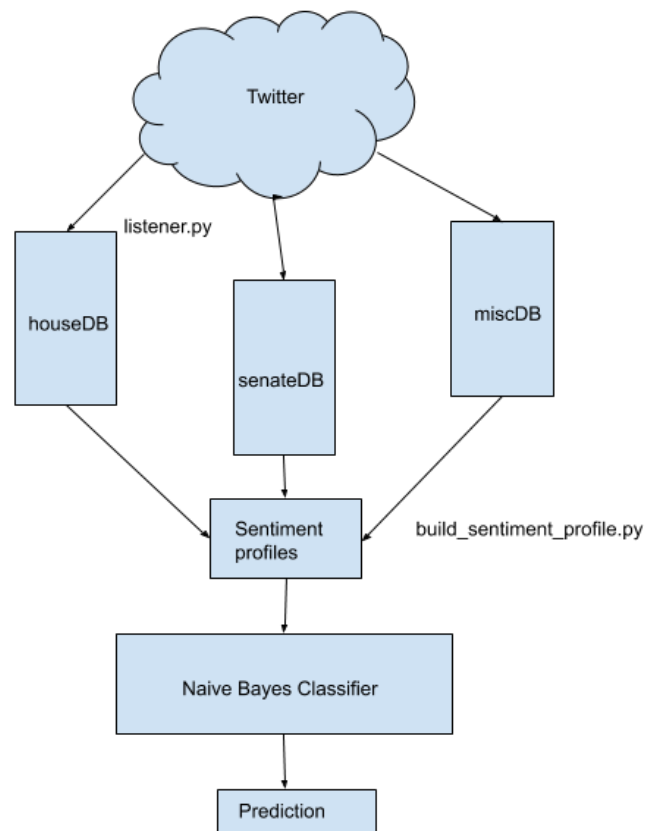 Twitter
listener.py
houseDB
senateDB
miscDB
Sentiment
profiles
build_sentiment_profile.py
Naive Bayes Classifier
Prediction